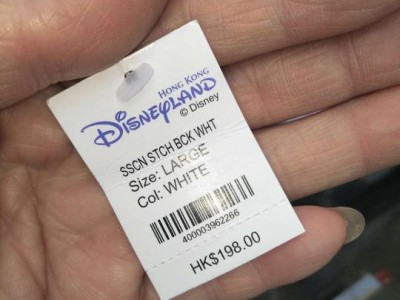 HONG KONG
DISNEYLAND
© Disney
SSCN STCH BCK WHT
Size: LARGE
Col: WHITE
400003962266
HK$198.00